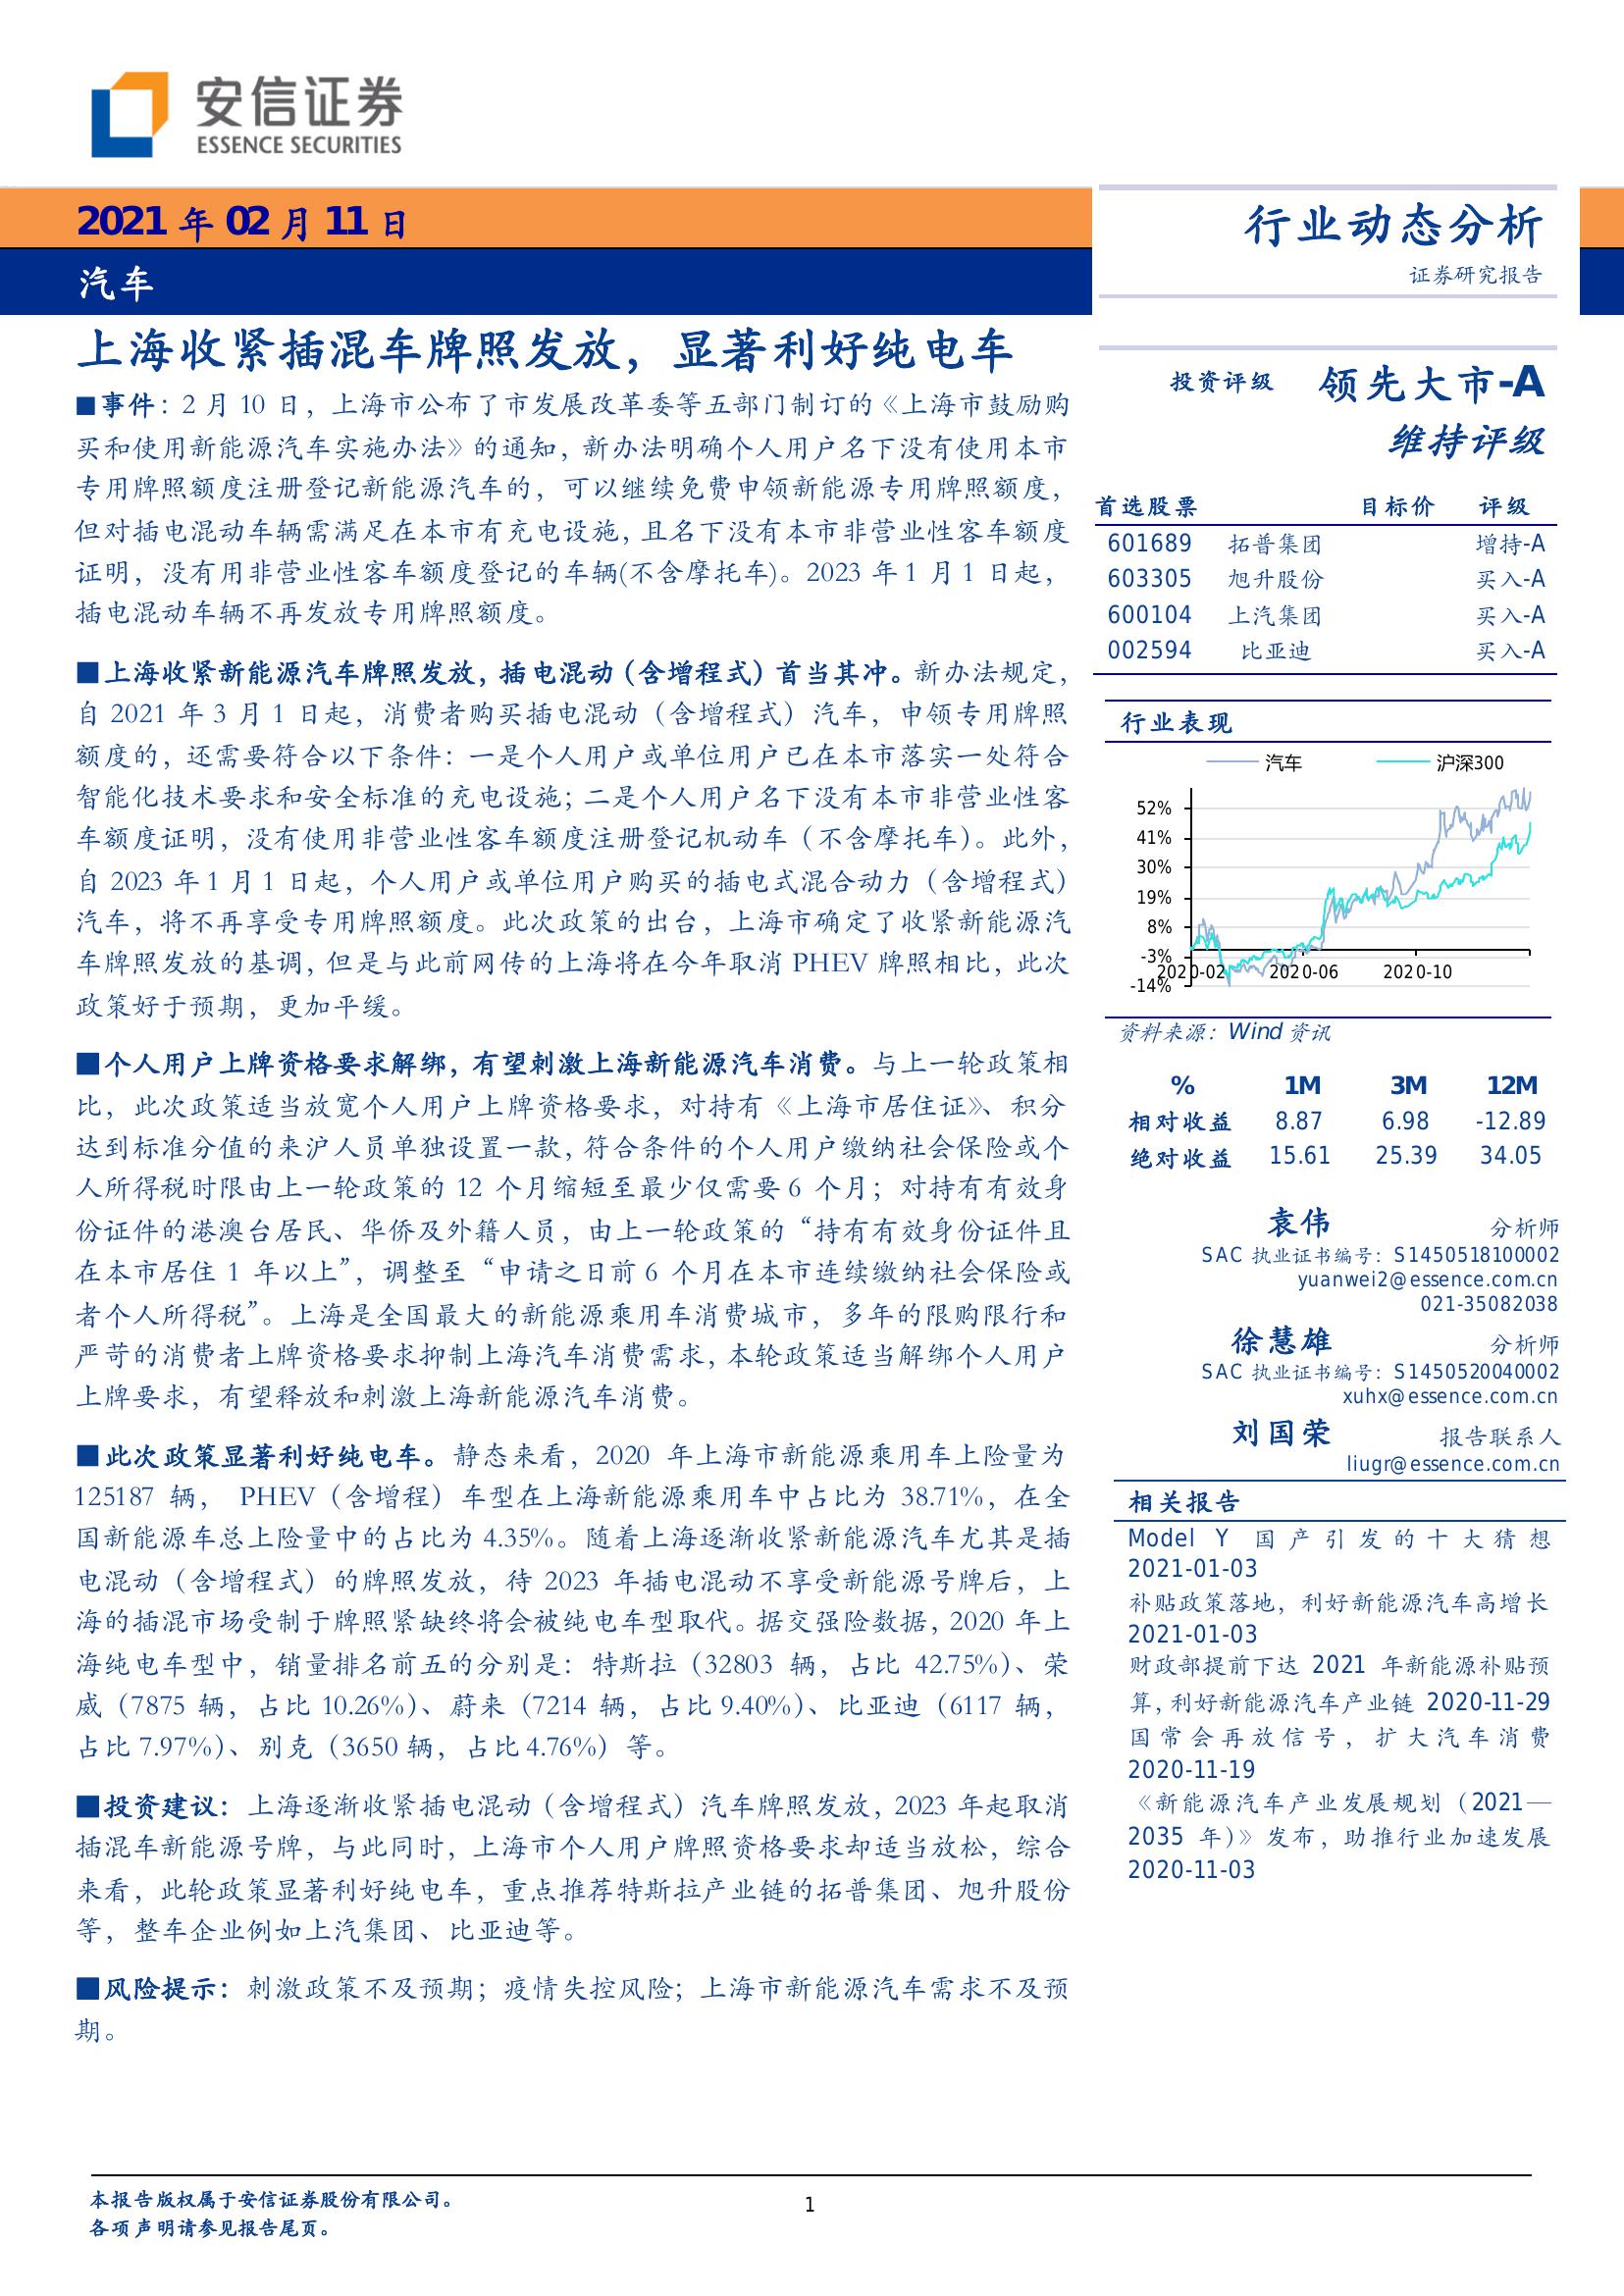 安信证券
ESSENCE SECURITIES
2021 年 02 月 11 日
汽车
上海收紧插混车牌照发放，显著利好纯电车
■事件：2 月 10 日，上海市公布了市发展改革委等五部门制订的《上海市鼓励购
买和使用新能源汽车实施办法》的通知，新办法明确个人用户名下没有使用本市
专用牌照额度注册登记新能源汽车的，可以继续免费申领新能源专用牌照额度，
但对插电混动车辆需满足在本市有充电设施，且名下没有本市非营业性客车额度
证明，没有用非营业性客车额度登记的车辆(不含摩托车)。2023 年 1 月 1 日起，
插电混动车辆不再发放专用牌照额度。
■上海收紧新能源汽车牌照发放，插电混动（含增程式）首当其冲。新办法规定，
自 2021 年 3 月 1 日起，消费者购买插电混动（含增程式）汽车，申领专用牌照
额度的，还需要符合以下条件：一是个人用户或单位用户已在本市落实一处符合
智能化技术要求和安全标准的充电设施；二是个人用户名下没有本市非营业性客
车额度证明，没有使用非营业性客车额度注册登记机动车（不含摩托车）。此外，
自 2023 年 1 月 1 日起，个人用户或单位用户购买的插电式混合动力（含增程式）
汽车，将不再享受专用牌照额度。此次政策的出台，上海市确定了收紧新能源汽
车牌照发放的基调，但是与此前网传的上海将在今年取消 PHEV 牌照相比，此次
政策好于预期，更加平缓。
■个人用户上牌资格要求解绑，有望刺激上海新能源汽车消费。与上一轮政策相
比，此次政策适当放宽个人用户上牌资格要求，对持有《上海市居住证》、积分
达到标准分值的来沪人员单独设置一款，符合条件的个人用户缴纳社会保险或个
人所得税时限由上一轮政策的 12 个月缩短至最少仅需要 6 个月；对持有有效身
份证件的港澳台居民、华侨及外籍人员，由上一轮政策的“持有有效身份证件且
在本市居住 1 年以上”，调整至“申请之日前 6 个月在本市连续缴纳社会保险或
者个人所得税”。上海是全国最大的新能源乘用车消费城市，多年的限购限行和
严苛的消费者上牌资格要求抑制上海汽车消费需求，本轮政策适当解绑个人用户
上牌要求，有望释放和刺激上海新能源汽车消费。
■此次政策显著利好纯电车。静态来看，2020 年上海市新能源乘用车上险量为
125187 辆， PHEV（含增程）车型在上海新能源乘用车中占比为 38.71%，在全
国新能源车总上险量中的占比为 4.35%。随着上海逐渐收紧新能源汽车尤其是插
电混动（含增程式）的牌照发放，待 2023 年插电混动不享受新能源号牌后，上
海的插混市场受制于牌照紧缺终将会被纯电车型取代。据交强险数据，2020 年上
海纯电车型中，销量排名前五的分别是：特斯拉（32803 辆，占比 42.75%）、荣
威（7875 辆，占比 10.26%）、蔚来（7214 辆，占比 9.40%）、比亚迪（6117 辆，
占比 7.97%）、别克（3650 辆，占比 4.76%）等。
■投资建议：上海逐渐收紧插电混动（含增程式）汽车牌照发放，2023 年起取消
插混车新能源号牌，与此同时，上海市个人用户牌照资格要求却适当放松，综合
来看，此轮政策显著利好纯电车，重点推荐特斯拉产业链的拓普集团、旭升股份
等，整车企业例如上汽集团、比亚迪等。
■风险提示：刺激政策不及预期；疫情失控风险；上海市新能源汽车需求不及预
期。
行业动态分析
证券研究报告
投资评级 领先大市-A
维持评级
首选股票 目标价 评级
601689 拓普集团 增持-A
603305 旭升股份 买入-A
600104 上汽集团 买入-A
002594 比亚迪 买入-A
行业表现
汽车 沪深300
52%
41%
30%
19%
8%
-3%
-14%
2020-02 2020-06 2020-10
资料来源：Wind 资讯
% 1M 3M 12M
相对收益 8.87 6.98 -12.89
绝对收益 15.61 25.39 34.05
袁伟 分析师
SAC 执业证书编号：S1450518100002
yuanwei2@essence.com.cn
021-35082038
徐慧雄 分析师
SAC 执业证书编号：S1450520040002
xuhx@essence.com.cn
刘国荣 报告联系人
liugr@essence.com.cn
相关报告
Model Y 国产引发的十大猜想
2021-01-03
补贴政策落地，利好新能源汽车高增长
2021-01-03
财政部提前下达 2021 年新能源补贴预
算，利好新能源汽车产业链 2020-11-29
国常会再放信号，扩大汽车消费
2020-11-19
《新能源汽车产业发展规划（2021—
2035 年）》发布，助推行业加速发展
2020-11-03
本报告版权属于安信证券股份有限公司。
各项声明请参见报告尾页。
1